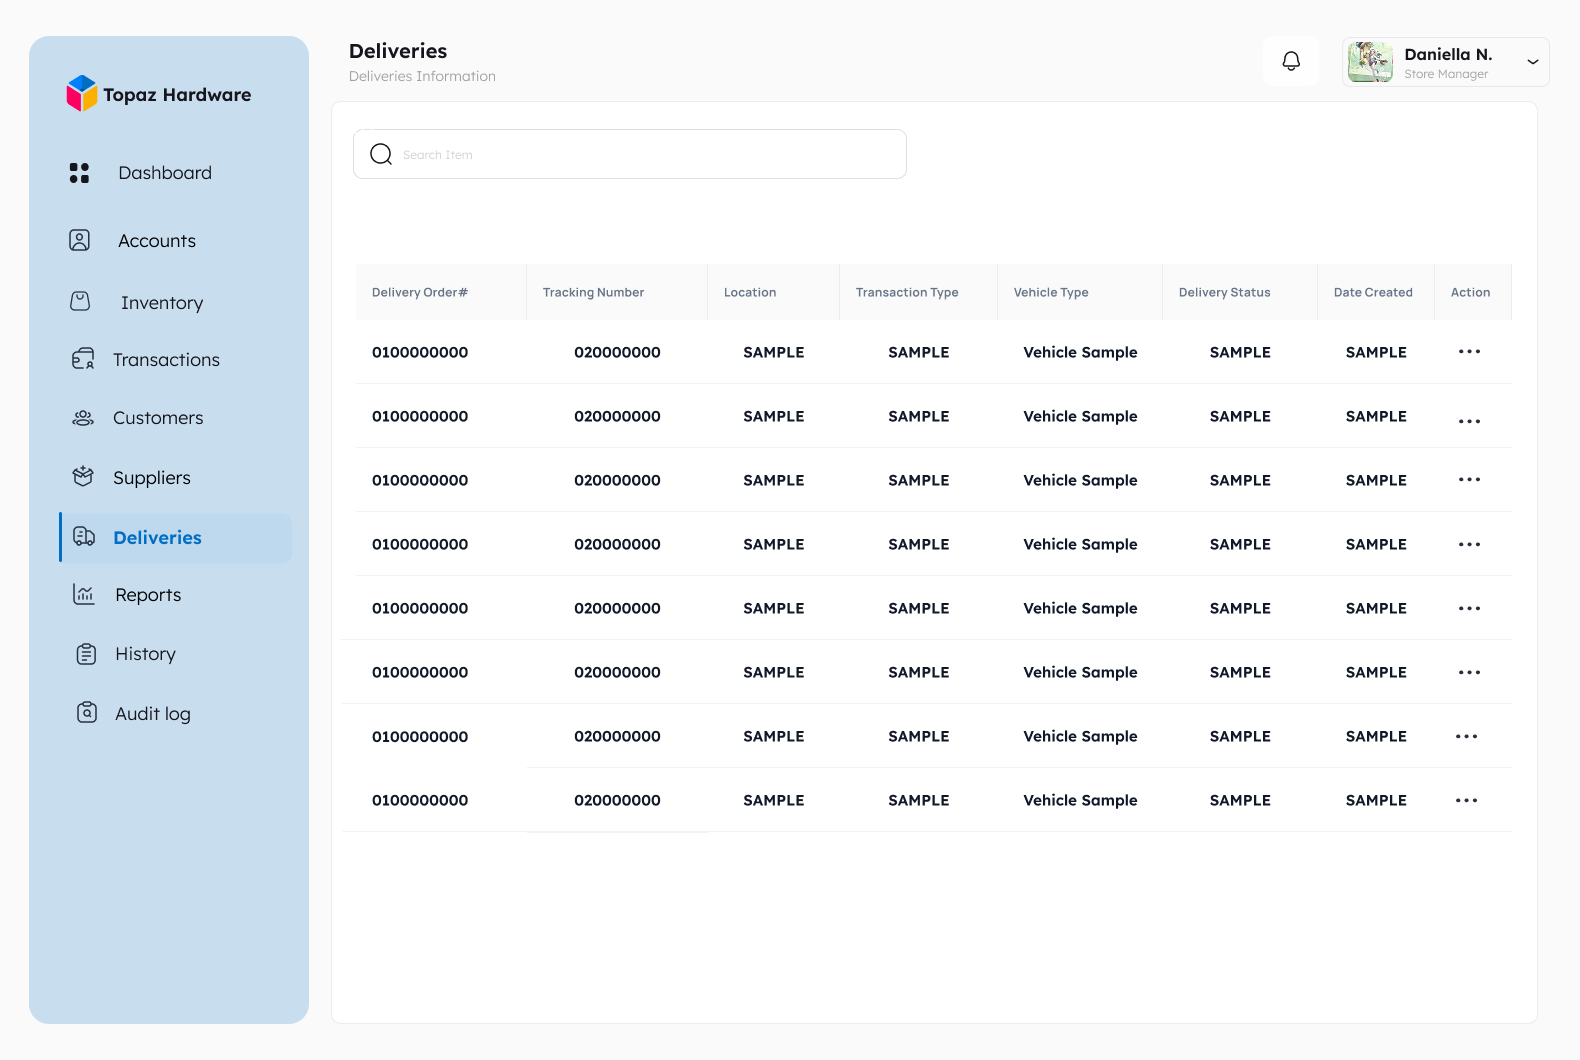 Topaz Hardware
Dashboard
Accounts
Inventory
Transactions
Customers
Suppliers
Deliveries
Reports
History
Audit log
Deliveries
Deliveries Information
Daniella N.
Store Manager
Search Item
Delivery Order# Tracking Number Location Transaction Type Vehicle Type Delivery Status Date Created Action
0100000000 020000000 SAMPLE SAMPLE Vehicle Sample SAMPLE SAMPLE
0100000000 020000000 SAMPLE SAMPLE Vehicle Sample SAMPLE SAMPLE
0100000000 020000000 SAMPLE SAMPLE Vehicle Sample SAMPLE SAMPLE
0100000000 020000000 SAMPLE SAMPLE Vehicle Sample SAMPLE SAMPLE
0100000000 020000000 SAMPLE SAMPLE Vehicle Sample SAMPLE SAMPLE
0100000000 020000000 SAMPLE SAMPLE Vehicle Sample SAMPLE SAMPLE
0100000000 020000000 SAMPLE SAMPLE Vehicle Sample SAMPLE SAMPLE
0100000000 020000000 SAMPLE SAMPLE Vehicle Sample SAMPLE SAMPLE